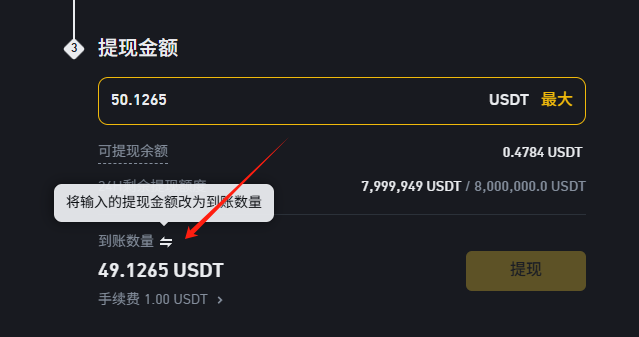 3 提现金额
50.1265 USDT 最大
可提现余额 0.4784 USDT
24H剩余提现额度 7,999,949 USDT / 8,000,000.0 USDT
将输入的提现金额改为到账数量
到账数量
49.1265 USDT
提现
手续费 1.00 USDT